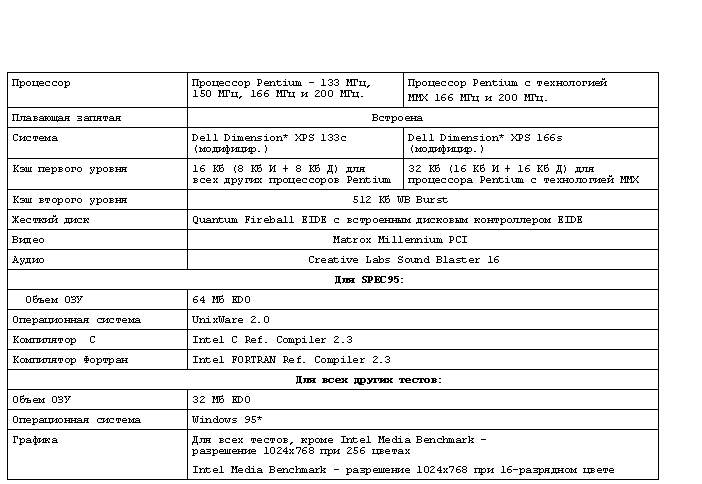 Процессор
Процессор Pentium - 133 МГц,
150 МГц, 166 МГц и 200 МГц.
Процессор Pentium с технологией
MMX 166 МГц и 200 МГц.
Плавающая запятая
Встроена
Система
Dell Dimension* XPS 133c
(модифицир.)
Dell Dimension* XPS 166s
(модифицир.)
Кэш первого уровня
16 Кб (8 Кб И + 8 Кб Д) для
всех других процессоров Pentium
32 Кб (16 Кб И + 16 Кб Д) для
процессора Pentium с технологией MMX
Кэш второго уровня
512 Кб WB Burst
Жесткий диск
Quantum Fireball EIDE с встроенным дисковым контроллером EIDE
Видео
Matrox Millennium PCI
Аудио
Creative Labs Sound Blaster 16
Для SPEC95:
Объем ОЗУ
64 Мб EDO
Операционная система
UnixWare 2.0
Компилятор C
Intel C Ref. Compiler 2.3
Компилятор Фортран
Intel FORTRAN Ref. Compiler 2.3
Для всех других тестов:
Объем ОЗУ
32 Мб EDO
Операционная система
Windows 95*
Графика
Для всех тестов, кроме Intel Media Benchmark -
разрешение 1024x768 при 256 цветах
Intel Media Benchmark - разрешение 1024x768 при 16-разрядном цвете